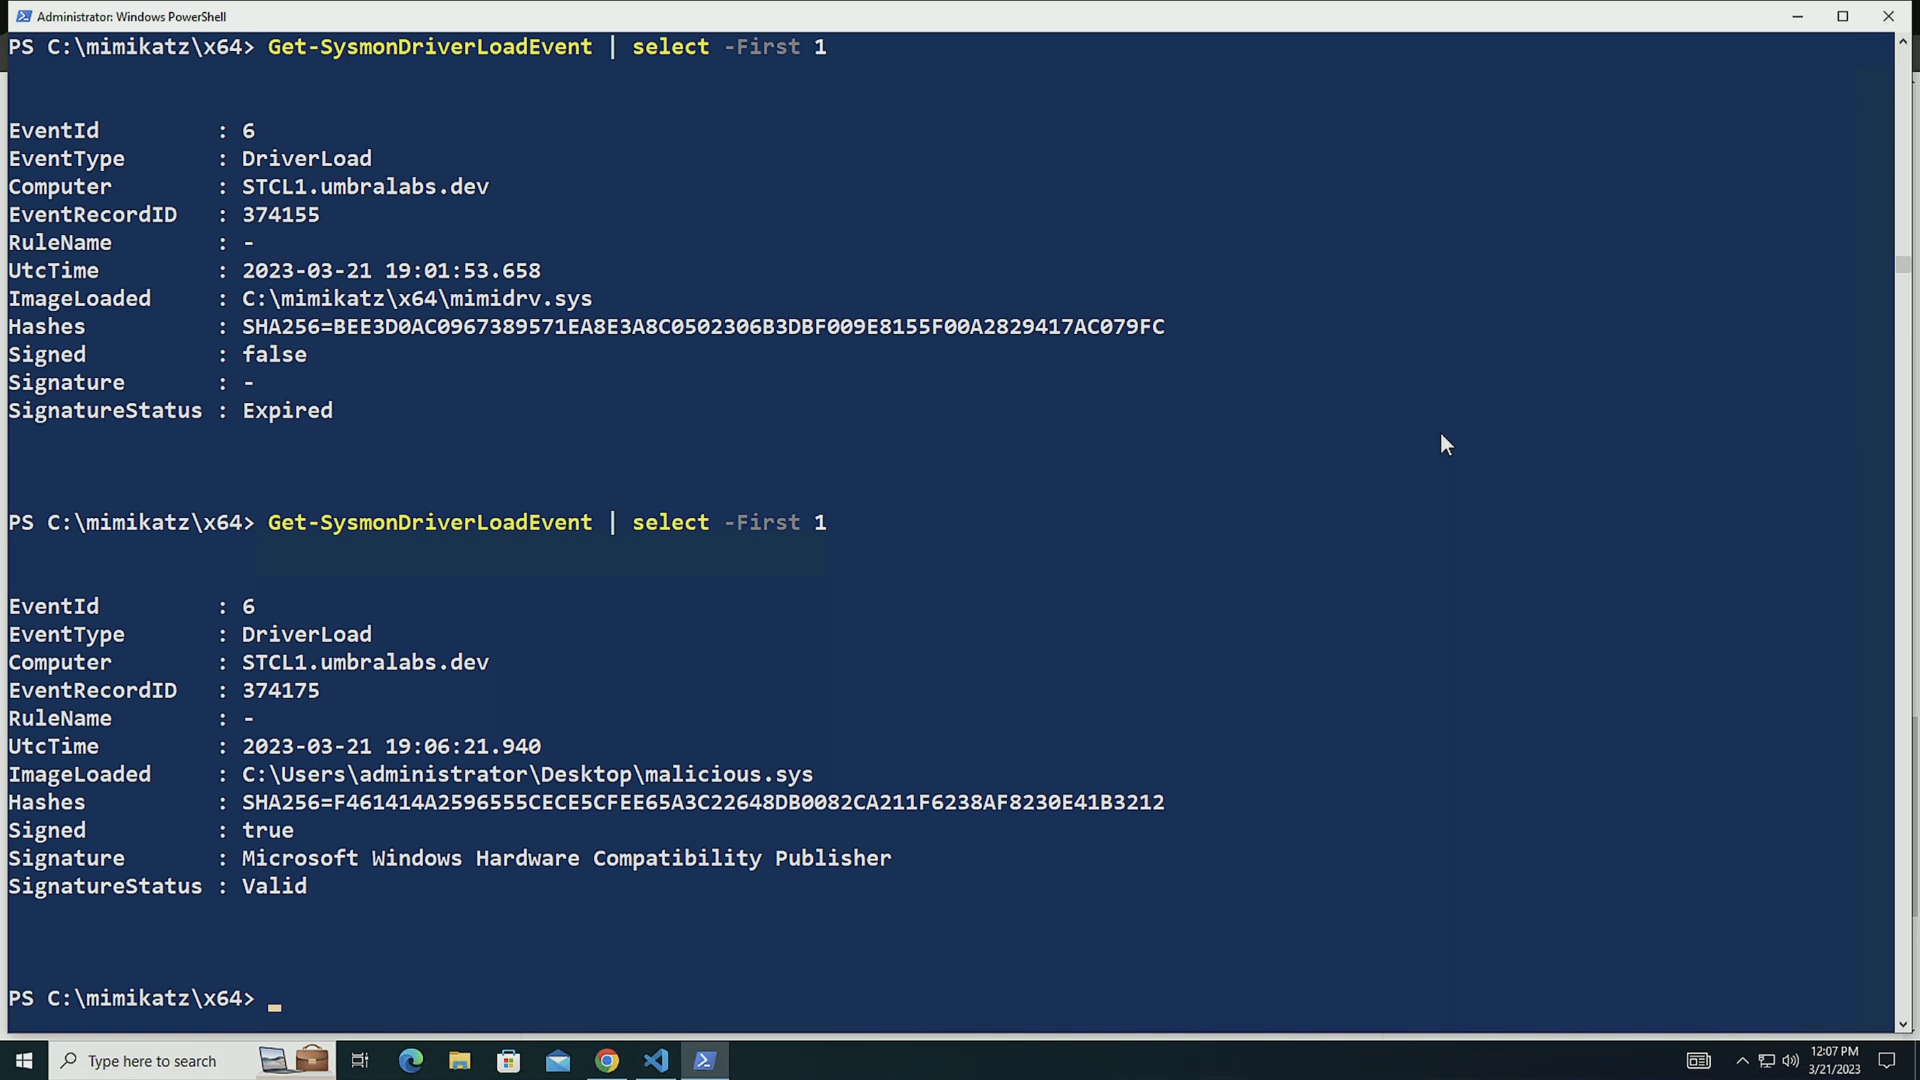 Administrator: Windows PowerShell
PS C:\mimikatz\x64> Get-SysmonDriverLoadEvent | select -First 1
EventId : 6
EventType : DriverLoad
Computer : STCL1.umbralabs.dev
EventRecordID : 374155
RuleName : -
UtcTime : 2023-03-21 19:01:53.658
ImageLoaded : C:\mimikatz\x64\mimidrv.sys
Hashes : SHA256=BEE3D0AC0967389571EA8E3A8C0502306B3DBF009E8155F00A2829417AC079FC
Signed : false
Signature : -
SignatureStatus : Expired
PS C:\mimikatz\x64> Get-SysmonDriverLoadEvent | select -First 1
EventId : 6
EventType : DriverLoad
Computer : STCL1.umbralabs.dev
EventRecordID : 374175
RuleName : -
UtcTime : 2023-03-21 19:06:21.940
ImageLoaded : C:\Users\administrator\Desktop\malicious.sys
Hashes : SHA256=F461414A2596555CECE5CFEE65A3C22648DB0082CA211F6238AF8230E41B3212
Signed : true
Signature : Microsoft Windows Hardware Compatibility Publisher
SignatureStatus : Valid
PS C:\mimikatz\x64>
Type here to search
12:07 PM
3/21/2023